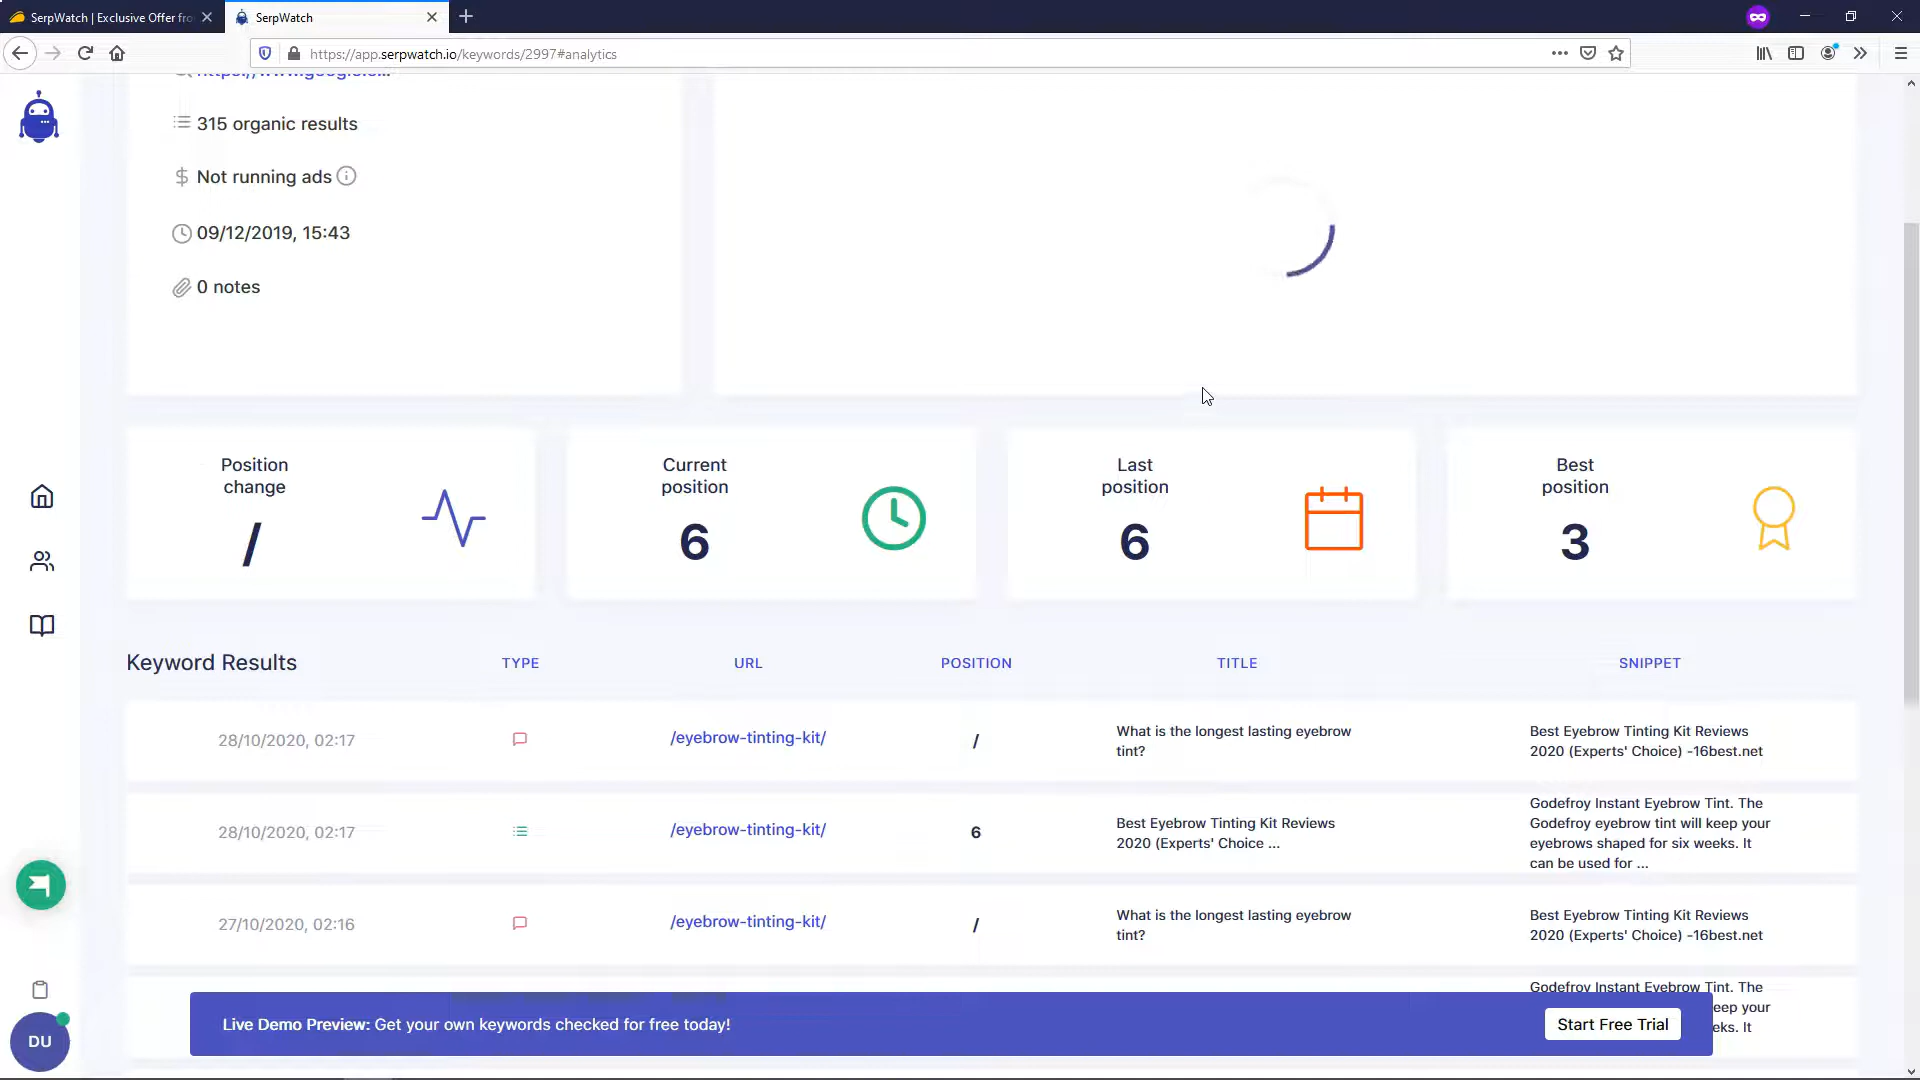 SerpWatch | Exclusive Offer fro
SerpWatch
https://app.serpwatch.io/keywords/2997#analytics
https://www.google.c...
315 organic results
Not running ads
09/12/2019, 15:43
0 notes
Position change
/
Current position
6
Last position
6
Best position
3
Keyword Results
TYPE
URL
POSITION
TITLE
SNIPPET
28/10/2020, 02:17
/eyebrow-tinting-kit/
/
What is the longest lasting eyebrow
tint?
Best Eyebrow Tinting Kit Reviews
2020 (Experts' Choice) -16best.net
28/10/2020, 02:17
/eyebrow-tinting-kit/
6
Best Eyebrow Tinting Kit Reviews
2020 (Experts' Choice ...
Godefroy Instant Eyebrow Tint. The
Godefroy eyebrow tint will keep your
eyebrows shaped for six weeks. It
can be used for ...
27/10/2020, 02:16
/eyebrow-tinting-kit/
/
What is the longest lasting eyebrow
tint?
Best Eyebrow Tinting Kit Reviews
2020 (Experts' Choice) -16best.net
Godefroy Instant Eyebrow Tint. The
eep your
eks. It
Live Demo Preview: Get your own keywords checked for free today!
Start Free Trial
DU